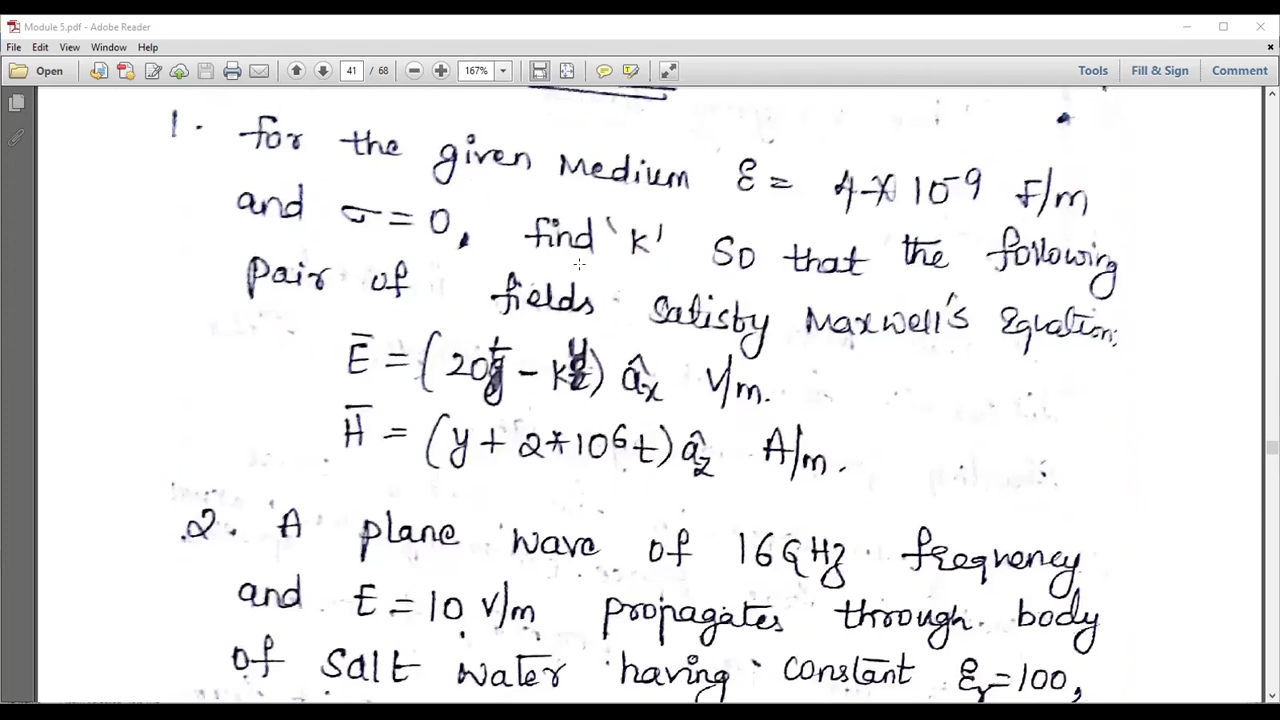 Module 5.pdf - Adobe Reader
File Edit View Window Help
Open 41 / 68 167% Tools Fill & Sign Comment
1. for the given Medium ε = 4 × 10⁻⁹ F/m
and σ = 0, find 'K' so that the following
pair of fields satisfy Maxwell's Equation.
E̅ = (20 - K ) âx V/m.
H̅ = (y + 2*10⁶t) âz A/m.
2. A plane wave of 16GHz frequency
and E = 10 V/m propagates through body
of salt water having constant εr = 100,